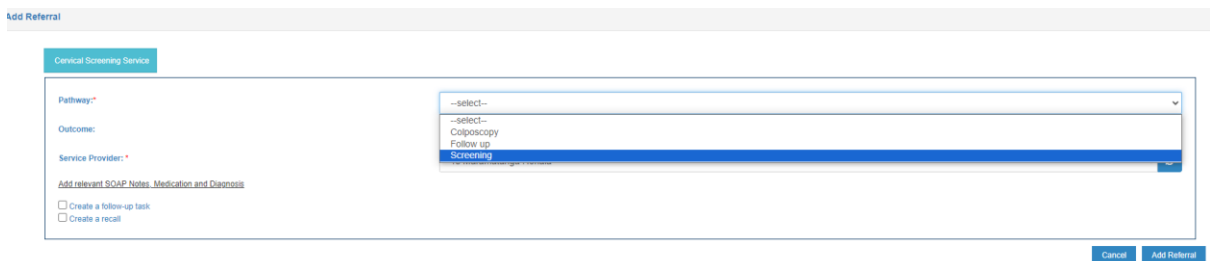 Add Referral
Cervical Screening Service
Pathway:*
--select--
--select--
Colposcopy
Follow up
Screening
Outcome:
Service Provider: *
Add relevant SOAP Notes, Medication and Diagnosis
Create a follow-up task
Create a recall
Cancel
Add Referral